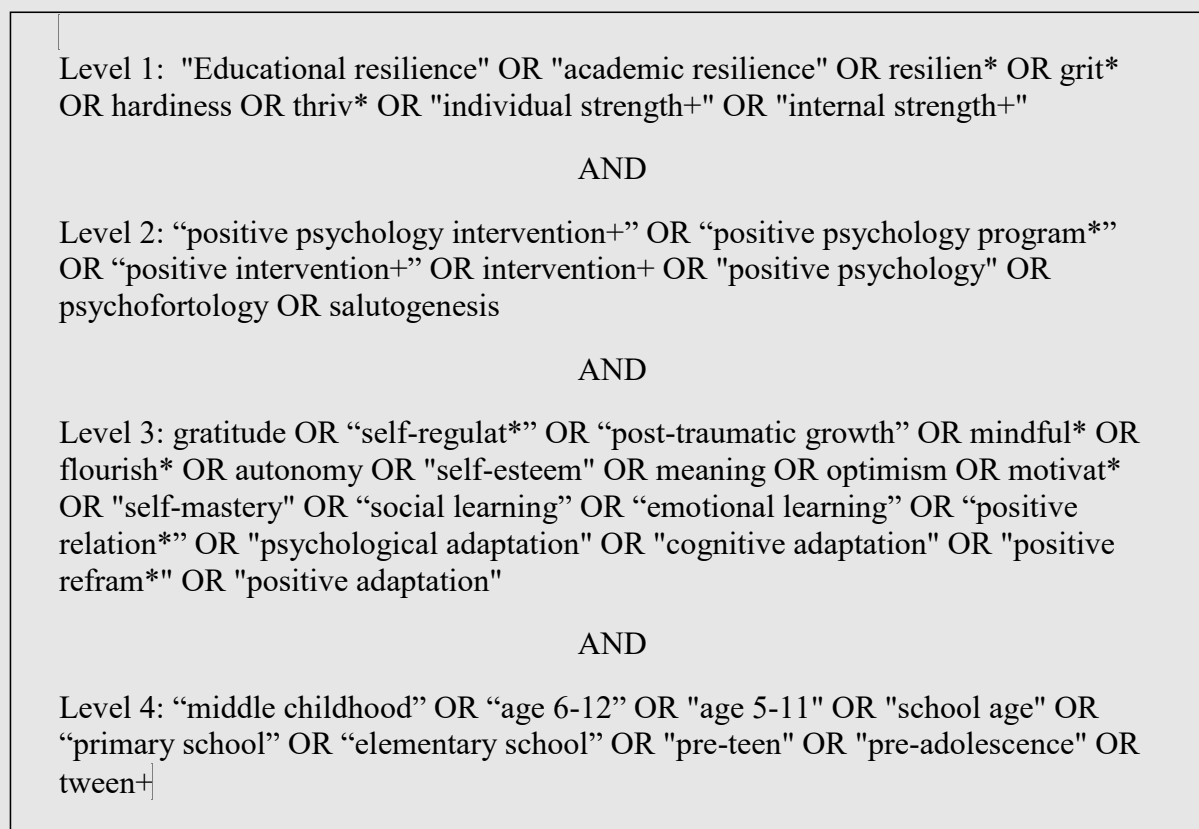 Level 1:  "Educational resilience" OR "academic resilience" OR resilien* OR grit*
OR hardiness OR thriv* OR "individual strength+" OR "internal strength+"
AND
Level 2: “positive psychology intervention+” OR “positive psychology program*”
OR “positive intervention+” OR intervention+ OR "positive psychology" OR
psychofortology OR salutogenesis
AND
Level 3: gratitude OR “self-regulat*” OR “post-traumatic growth” OR mindful* OR
flourish* OR autonomy OR "self-esteem" OR meaning OR optimism OR motivat*
OR "self-mastery" OR “social learning” OR “emotional learning” OR “positive
relation*” OR "psychological adaptation" OR "cognitive adaptation" OR "positive
refram*" OR "positive adaptation"
AND
Level 4: “middle childhood” OR “age 6-12” OR "age 5-11" OR "school age" OR
“primary school” OR “elementary school” OR "pre-teen" OR "pre-adolescence" OR
tween+